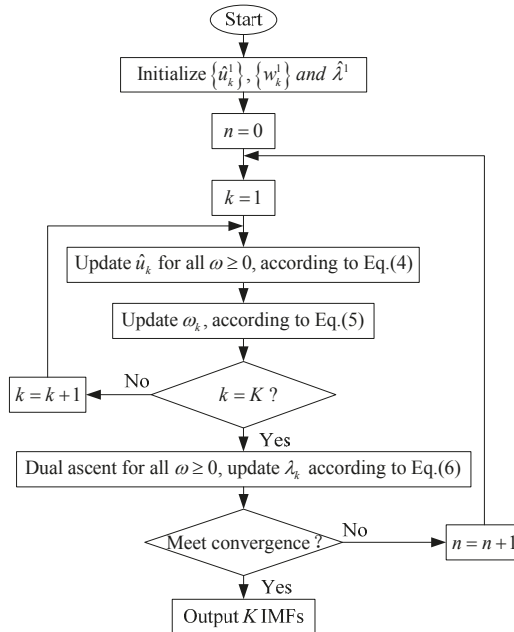 Start
Initialize {û_k^1}, {w_k^1} and λ̂^1
n = 0
k = 1
Update û_k for all ω ≥ 0, according to Eq.(4)
Update ω_k, according to Eq.(5)
k = K ?
No
k = k+1
Yes
Dual ascent for all ω ≥ 0, update λ_k according to Eq.(6)
Meet convergence ?
No
n = n+1
Yes
Output K IMFs